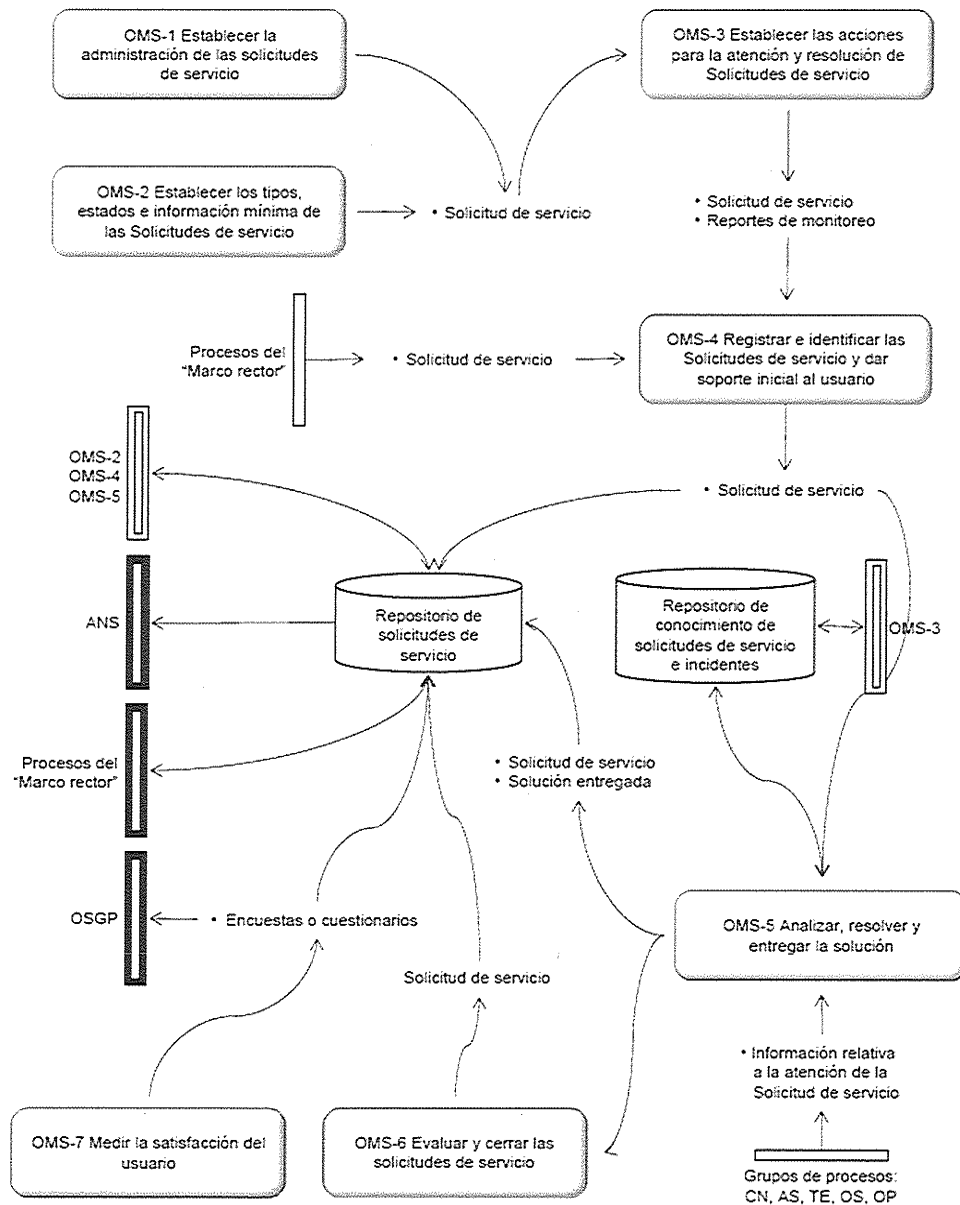 OMS-1 Establecer la
administración de las solicitudes
de servicio
OMS-3 Establecer las acciones
para la atención y resolución de
Solicitudes de servicio
OMS-2 Establecer los tipos,
estados e información mínima de
las Solicitudes de servicio
• Solicitud de servicio
• Solicitud de servicio
• Reportes de monitoreo
Procesos del
"Marco rector"
• Solicitud de servicio
OMS-4 Registrar e identificar las
Solicitudes de servicio y dar
soporte inicial al usuario
OMS-2
OMS-4
OMS-5
• Solicitud de servicio
ANS
Repositorio de
solicitudes de
servicio
Repositorio de
conocimiento de
solicitudes de servicio
e incidentes
OMS-3
Procesos del
"Marco rector"
• Solicitud de servicio
• Solución entregada
OSGP
• Encuestas o cuestionarios
OMS-5 Analizar, resolver y
entregar la solución
Solicitud de servicio
• Información relativa
a la atención de la
Solicitud de servicio
OMS-7 Medir la satisfacción del
usuario
OMS-6 Evaluar y cerrar las
solicitudes de servicio
Grupos de procesos:
CN, AS, TE, OS, OP